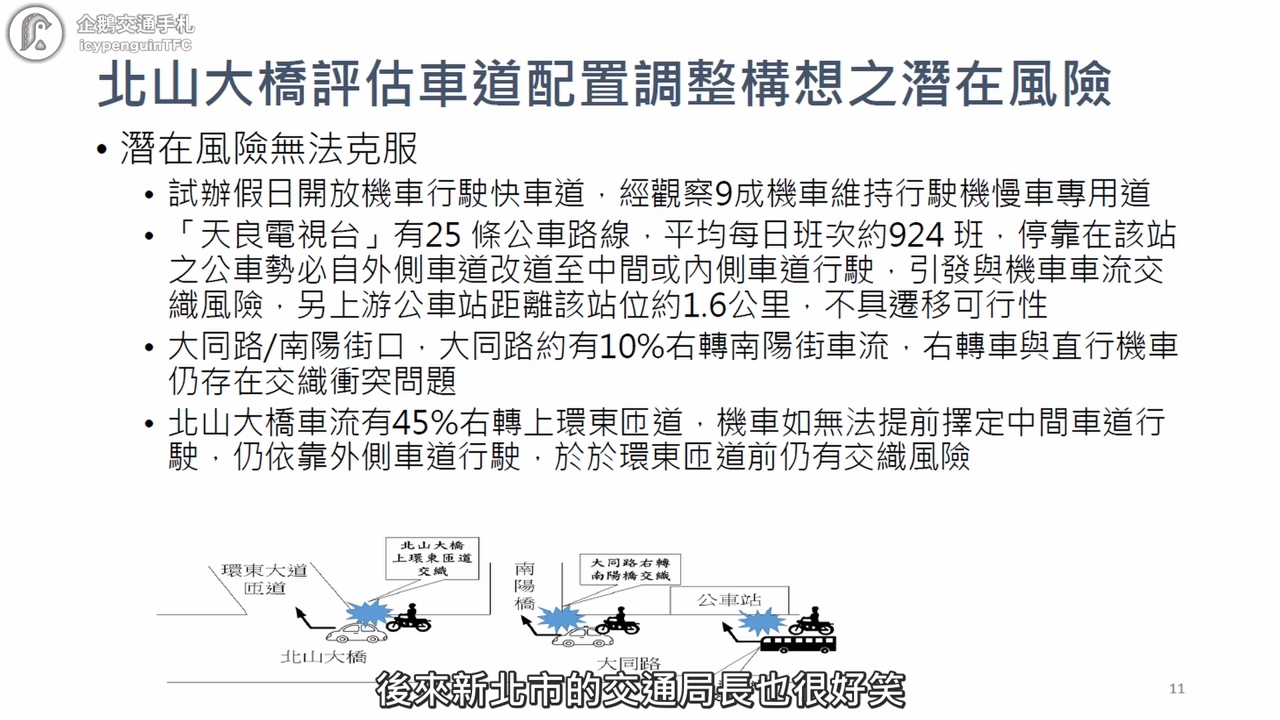 企鵝交通手札
icypenguinTFC
北山大橋評估車道配置調整構想之潛在風險
• 潛在風險無法克服
• 試辦假日開放機車行駛快車道，經觀察9成機車維持行駛機慢車專用道
• 「天良電視台」有25 條公車路線，平均每日班次約924 班，停靠在該站
之公車勢必自外側車道改道至中間或內側車道行駛，引發與機車車流交
織風險，另上游公車站距離該站位約1.6公里，不具遷移可行性
• 大同路/南陽街口，大同路約有10%右轉南陽街車流，右轉車與直行機車
仍存在交織衝突問題
• 北山大橋車流有45%右轉上環東匝道，機車如無法提前擇定中間車道行
駛，仍依靠外側車道行駛，於於環東匝道前仍有交織風險
環東大道
匝道
北山大橋
上環東匝道
交織
南
陽
橋
大同路右轉
南陽橋交織
公車站
北山大橋
大同路
後來新北市的交通局長也很好笑
11